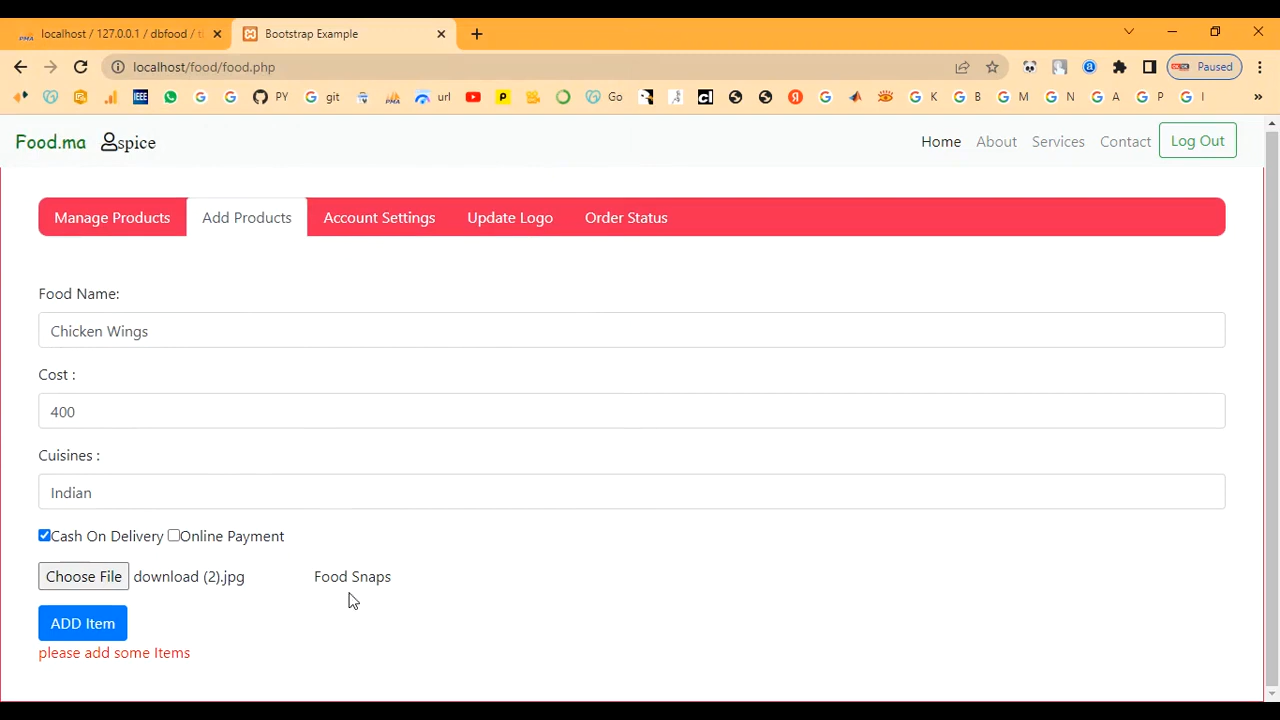 localhost / 127.0.0.1 / dbfood / t
Bootstrap Example
localhost/food/food.php
Paused
IEEE
PY
git
PMA
url
Go
K
B
M
N
A
P
I
Food.ma
spice
Home
About
Services
Contact
Log Out
Manage Products
Add Products
Account Settings
Update Logo
Order Status
Food Name:
Chicken Wings
Cost :
400
Cuisines :
Indian
Cash On Delivery
Online Payment
Choose File
download (2).jpg
Food Snaps
ADD Item
please add some Items